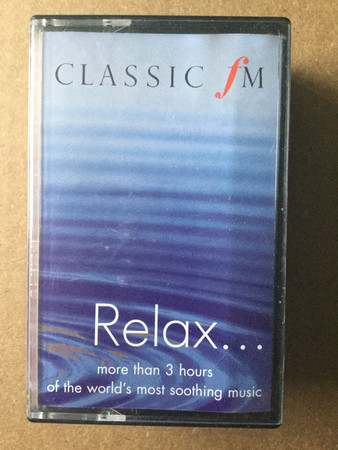 CLASSIC fM
Relax...
more than 3 hours
of the world's most soothing music